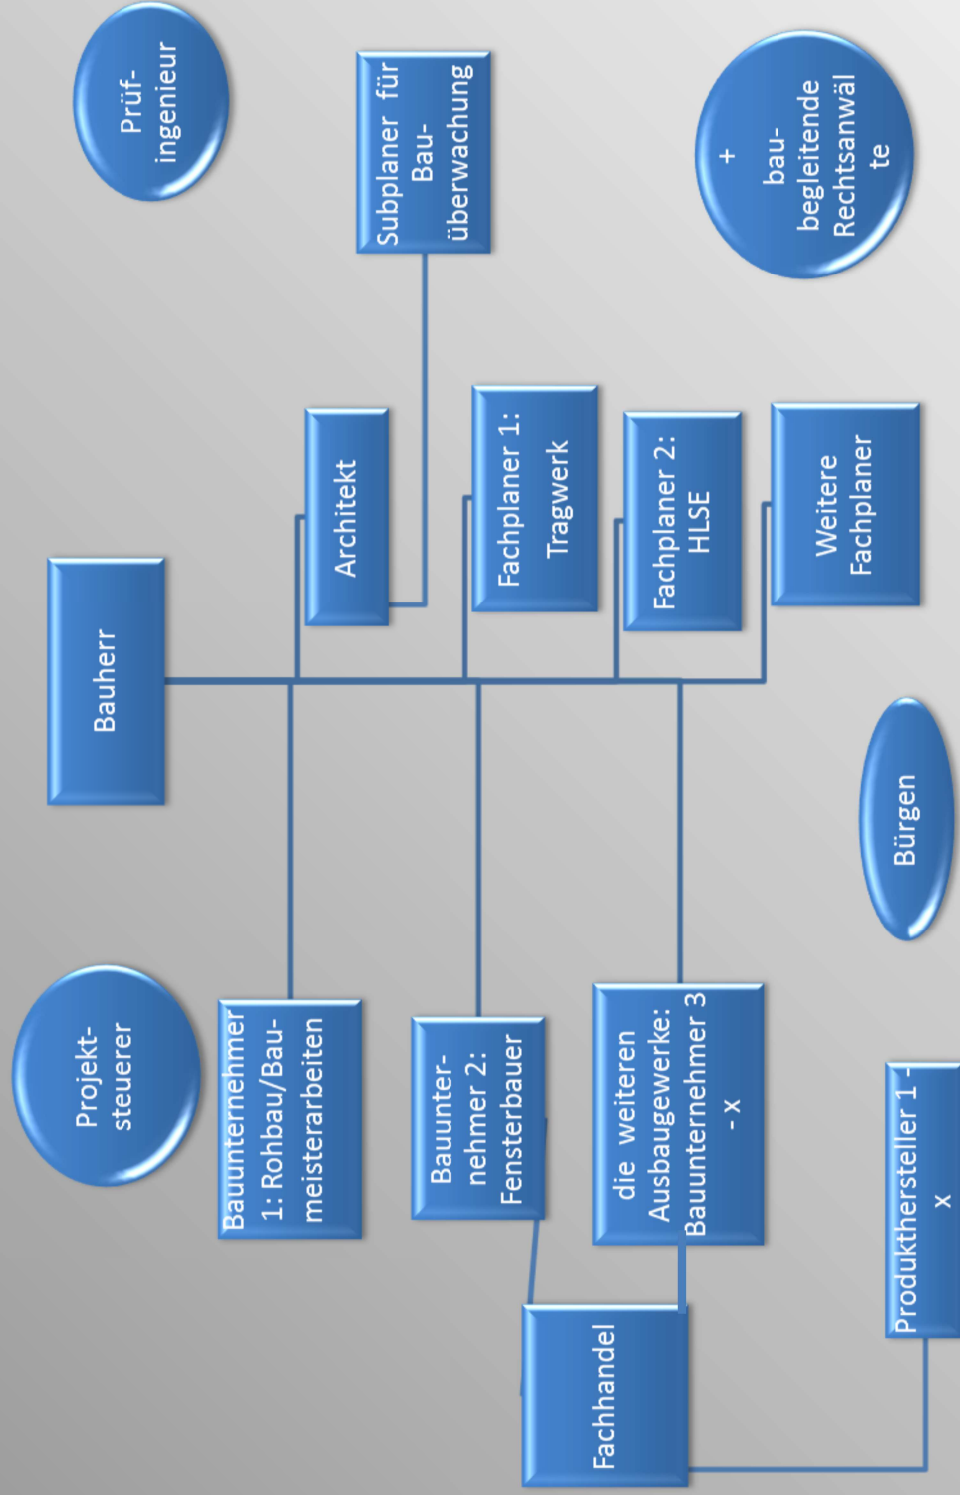 Projekt-
steuerer
Bauherr
Prüf-
ingenieur
Bauunternehmer
1: Rohbau/Bau-
meisterarbeiten
Architekt
Subplaner für
Bau-
überwachung
Bauunter-
nehmer 2:
Fensterbauer
Fachplaner 1:
Tragwerk
Fachhandel
die weiteren
Ausbaugewerke:
Bauunternehmer 3
- x
Fachplaner 2:
HLSE
Weitere
Fachplaner
+
bau-
begleitende
Rechtsanwäl
te
Produkthersteller 1 -
x
Bürgen